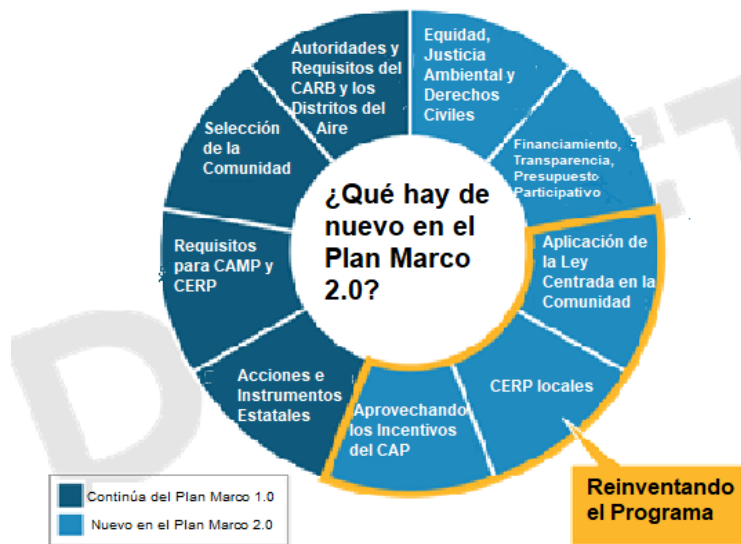 ¿Qué hay de
nuevo en el
Plan Marco
2.0?
Equidad,
Justicia
Ambiental y
Derechos
Civiles
Financiamiento,
Transparencia,
Presupuesto
Participativo
Aplicación de
la Ley
Centrada en la
Comunidad
CERP locales
Aprovechando
los Incentivos
del CAP
Acciones e
Instrumentos
Estatales
Requisitos
para CAMP y
CERP
Selección
de la
Comunidad
Autoridades y
Requisitos del
CARB y los
Distritos del
Aire
Reinventando
el Programa
Continúa del Plan Marco 1.0
Nuevo en el Plan Marco 2.0